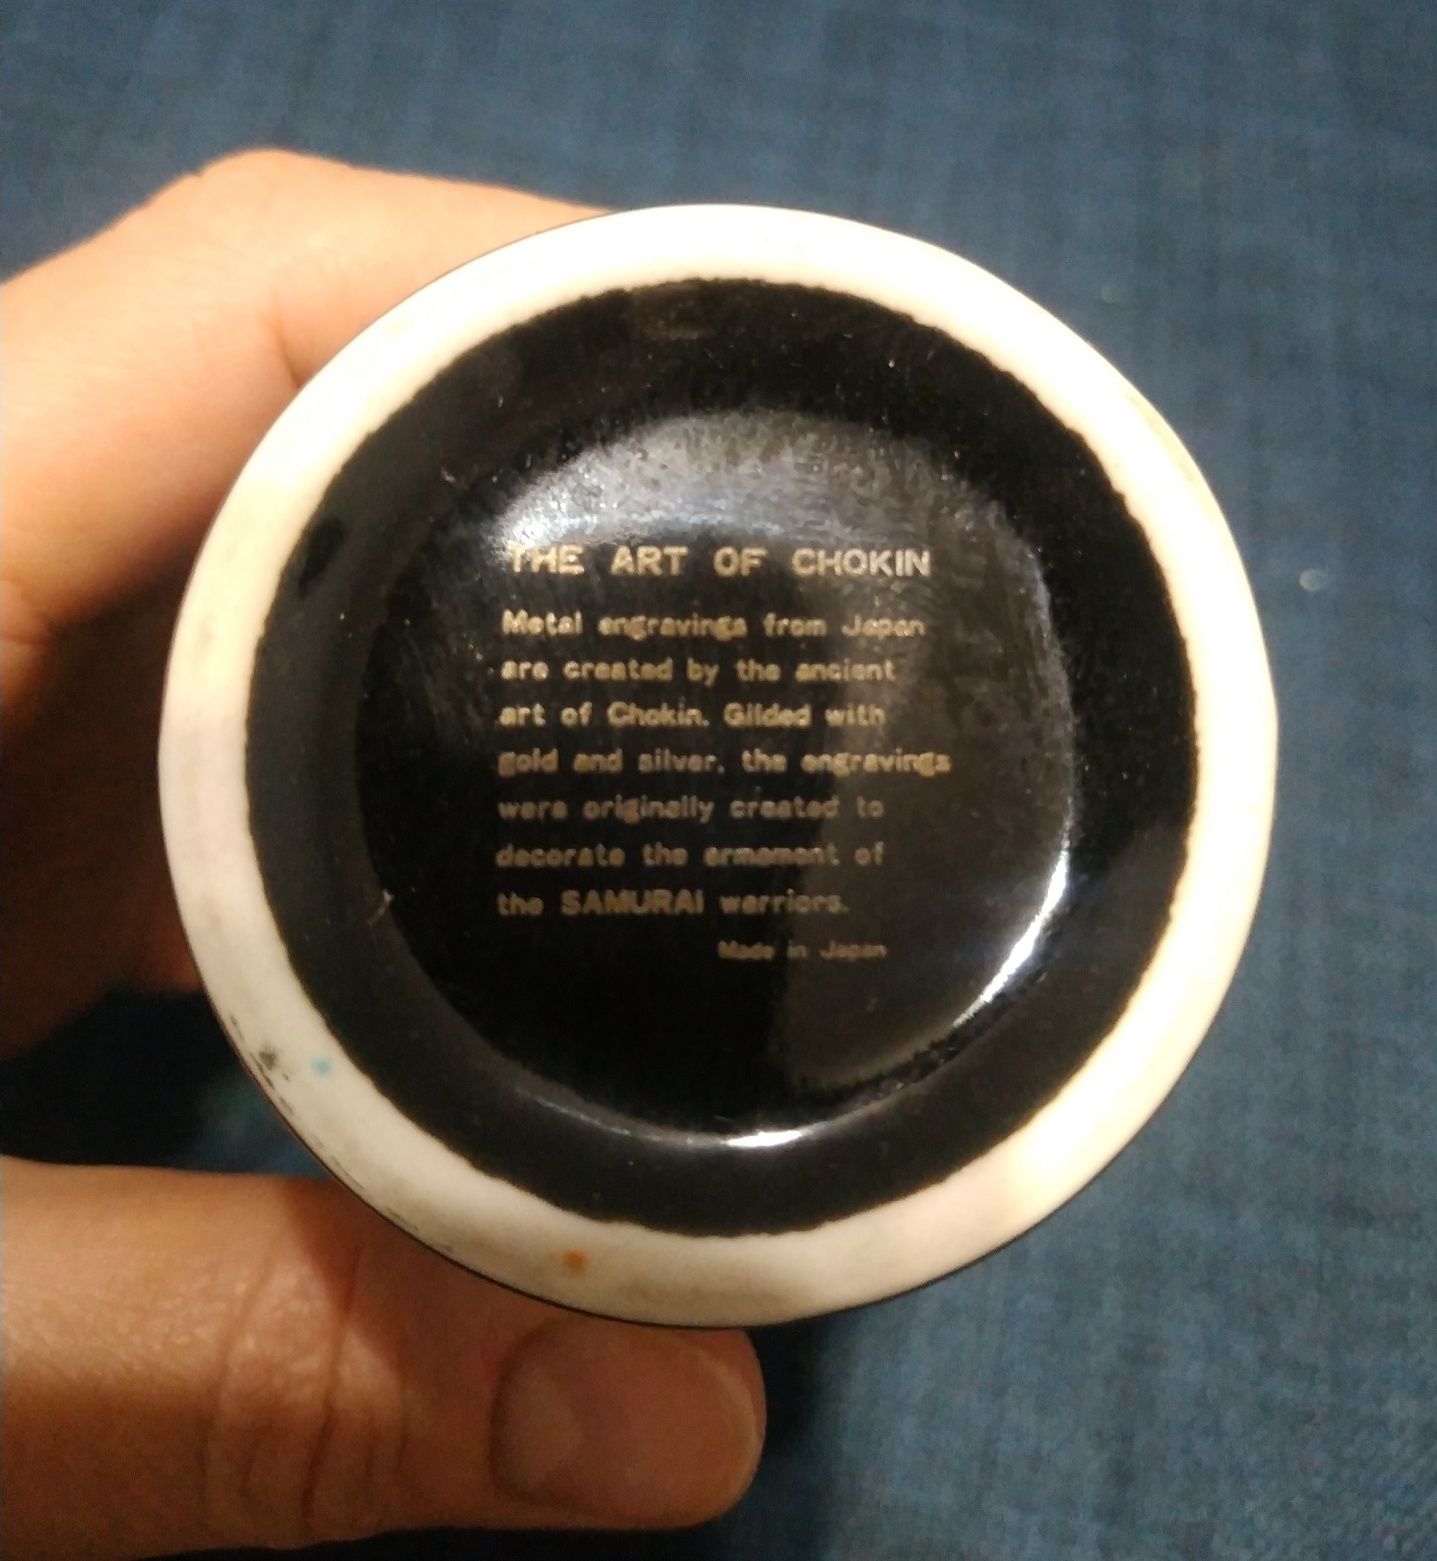 THE ART OF CHOKIN
Metal engravings from Japan
are created by the ancient
art of Chokin. Gilded with
gold and silver, the engravings
were originally created to
decorate the armament of
the SAMURAI warriors.
Made in Japan